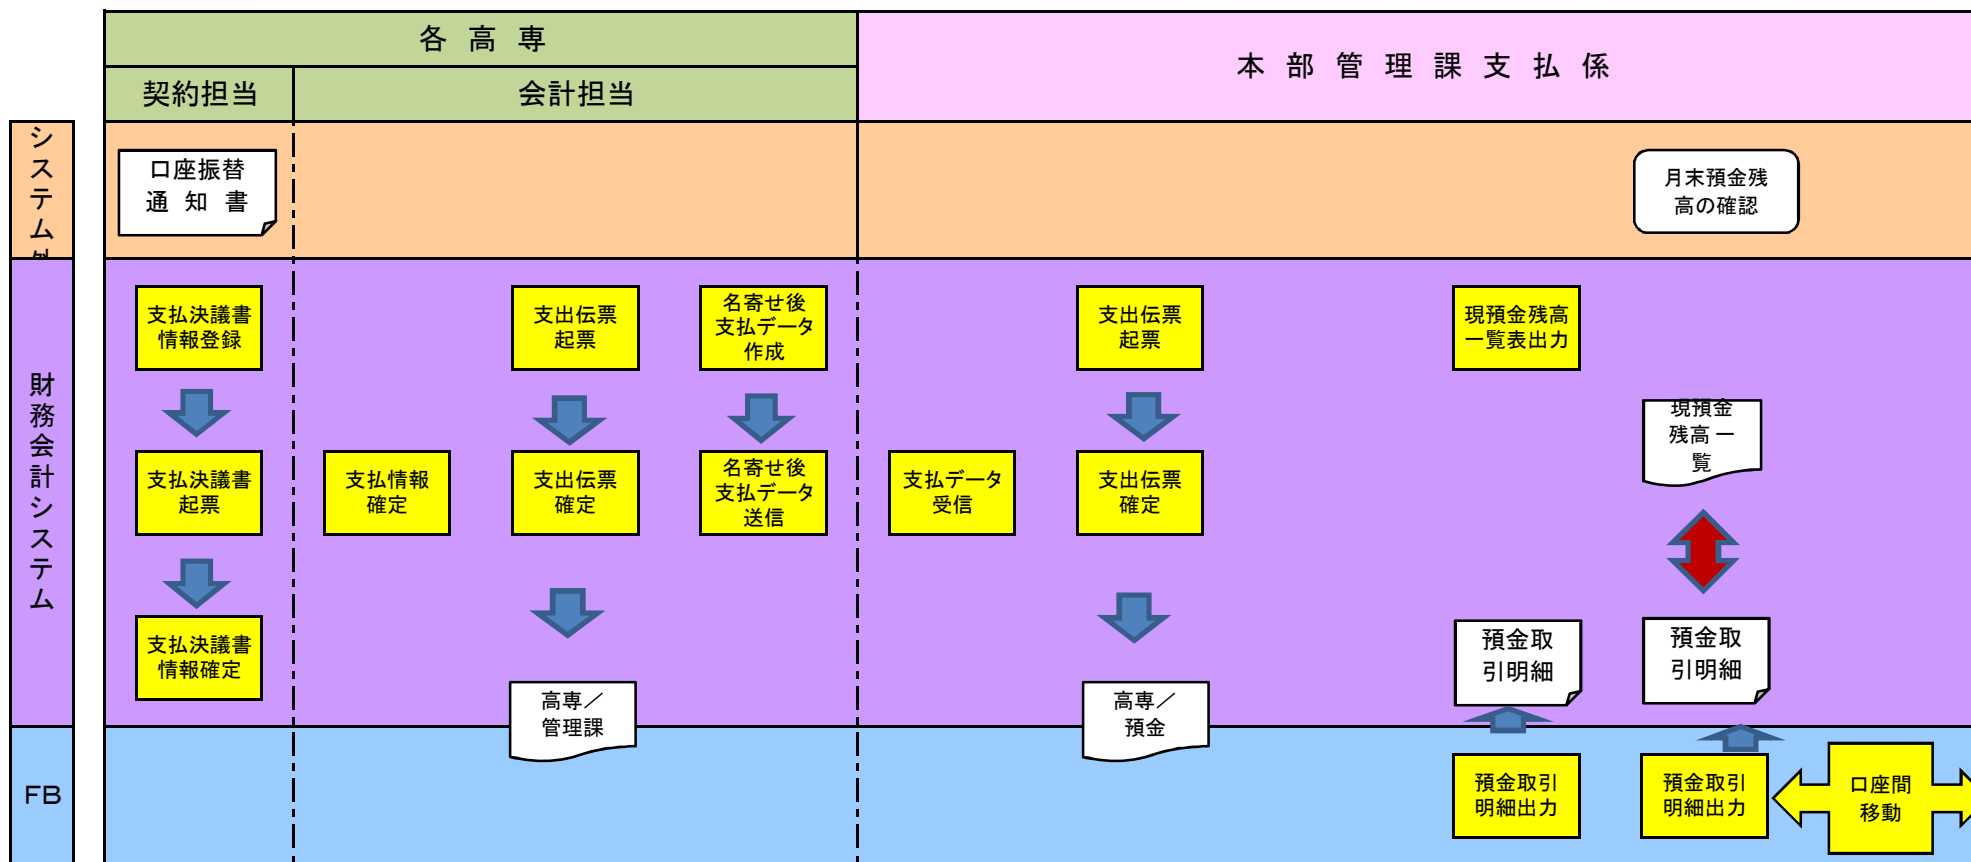 各高専
本部管理課支払係
契約担当
会計担当
システム外
口座振替
通知書
月末預金残
高の確認
財務会計システム
支払決議書
情報登録
支出伝票
起票
名寄せ後
支払データ
作成
支出伝票
起票
現預金残高
一覧表出力
現預金
残高一
覧
支払決議書
起票
支払情報
確定
支出伝票
確定
名寄せ後
支払データ
送信
支払データ
受信
支出伝票
確定
支払決議書
情報確定
預金取
引明細
預金取
引明細
高専／
管理課
高専／
預金
FB
預金取引
明細出力
預金取引
明細出力
口座間
移動